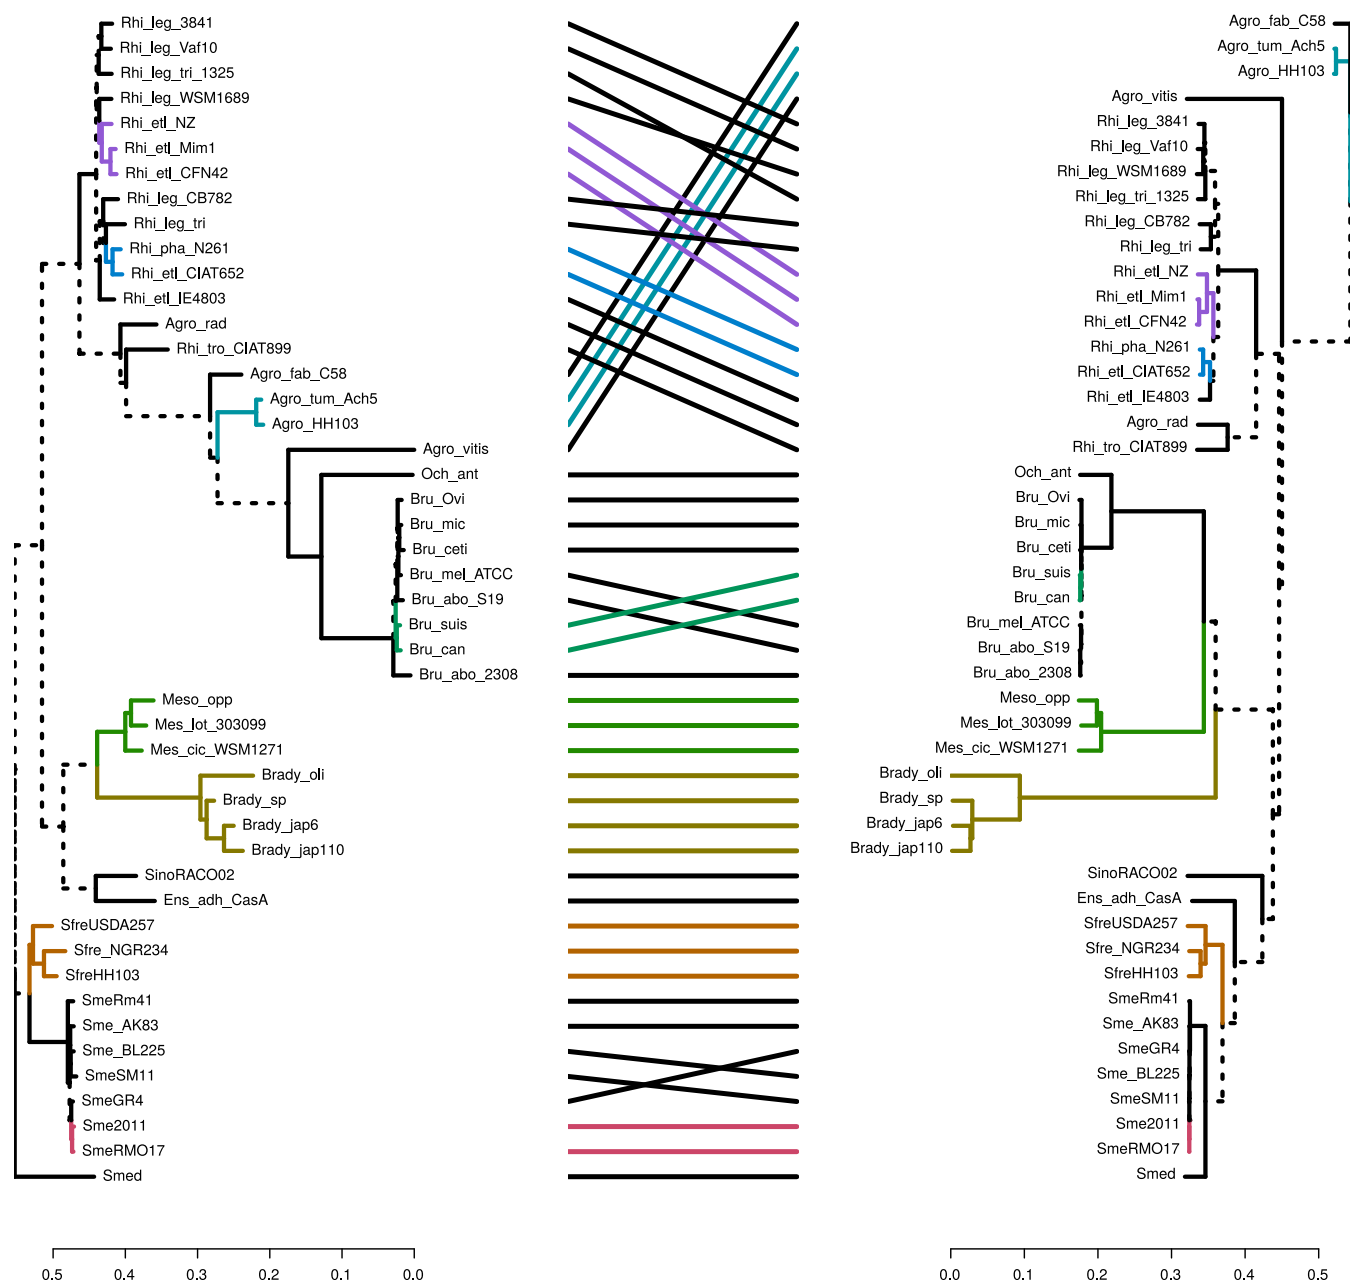 Rhi_leg_3841
Rhi_leg_Vaf10
Rhi_leg_tri_1325
Rhi_leg_WSM1689
Rhi_etl_NZ
Rhi_etl_Mim1
Rhi_etl_CFN42
Rhi_leg_CB782
Rhi_leg_tri
Rhi_pha_N261
Rhi_etl_CIAT652
Rhi_etl_IE4803
Agro_rad
Rhi_tro_CIAT899
Agro_fab_C58
Agro_tum_Ach5
Agro_HH103
Agro_vitis
Och_ant
Bru_Ovi
Bru_mic
Bru_ceti
Bru_mel_ATCC
Bru_abo_S19
Bru_suis
Bru_can
Bru_abo_2308
Meso_opp
Mes_lot_303099
Mes_cic_WSM1271
Brady_oli
Brady_sp
Brady_jap6
Brady_jap110
SinoRACO02
Ens_adh_CasA
SfreUSDA257
Sfre_NGR234
SfreHH103
SmeRm41
Sme_AK83
Sme_BL225
SmeSM11
SmeGR4
Sme2011
SmeRMO17
Smed
0.5 0.4 0.3 0.2 0.1 0.0
Agro_fab_C58
Agro_tum_Ach5
Agro_HH103
Agro_vitis
Rhi_leg_3841
Rhi_leg_Vaf10
Rhi_leg_WSM1689
Rhi_leg_tri_1325
Rhi_leg_CB782
Rhi_leg_tri
Rhi_etl_NZ
Rhi_etl_Mim1
Rhi_etl_CFN42
Rhi_pha_N261
Rhi_etl_CIAT652
Rhi_etl_IE4803
Agro_rad
Rhi_tro_CIAT899
Och_ant
Bru_Ovi
Bru_mic
Bru_ceti
Bru_suis
Bru_can
Bru_mel_ATCC
Bru_abo_S19
Bru_abo_2308
Meso_opp
Mes_lot_303099
Mes_cic_WSM1271
Brady_oli
Brady_sp
Brady_jap6
Brady_jap110
SinoRACO02
Ens_adh_CasA
SfreUSDA257
Sfre_NGR234
SfreHH103
SmeRm41
Sme_AK83
SmeGR4
Sme_BL225
SmeSM11
Sme2011
SmeRMO17
Smed
0.0 0.1 0.2 0.3 0.4 0.5